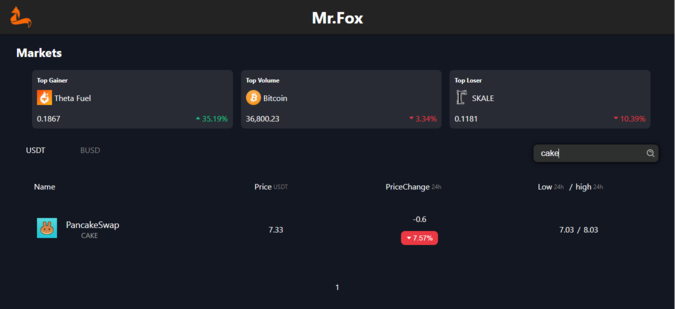 Mr.Fox
Markets
Top Gainer
Theta Fuel
0.1867 35.19%
Top Volume
Bitcoin
36,800.23 3.34%
Top Loser
SKALE
0.1181 10.39%
USDT BUSD cake
Name Price USDT PriceChange 24h Low 24h / high 24h
PancakeSwap
CAKE
7.33
-0.6
7.57%
7.03 / 8.03
1